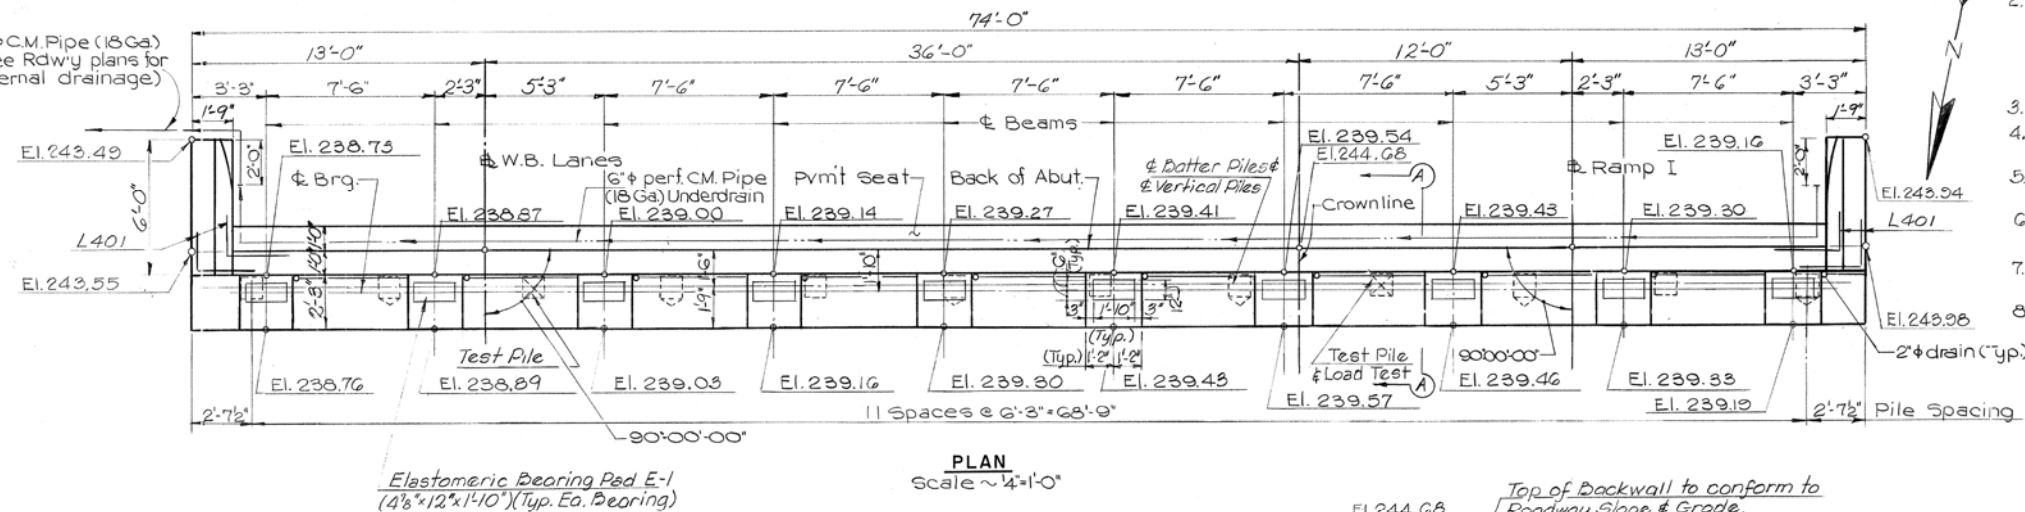 74'-0"
C.M. Pipe (18 Ga.)
Rdw'y plans for
drainage)
13'-0" 36'-0" 12'-0" 13'-0"
3'-3" 7'-6" 2'-3" 5'-3" 7'-6" 7'-6" 7'-6" 7'-6" 7'-6" 5'-3" 2'-3" 7'-6" 3'-3"
N
1'-9" 1'-9"
℄ Beams
3.
4.
5.
6
7.
8
El. 243.49
El. 238.73
℄ Brg.
2'-0"
6'-0"
W.B. Lanes
6"φ perf. C.M. Pipe
(18 Ga.) Underdrain
Pvm't Seat
Back of Abut.
℄ Batter Piles &
℄ Vertical Piles
El. 239.54
El. 244.68
A
Crownline
Ramp I
El. 239.16
2'-0"
El. 243.94
L401
L401
El. 238.87
El. 239.00
El. 239.14
El. 239.27
El. 239.41
El. 239.43
El. 239.30
El. 243.55
1'-0" 1'-0"
2'-3"
1'-6"
1'-9"
1'-0"
(Typ.)
3" 1'-10" 3"
(Typ.)
(Typ.) 1'-2" 1'-2"
El. 243.98
2"φ drain (Typ.)
Test Pile
Test Pile
& Load Test
A
90°00'-00"
El. 238.76
El. 238.89
El. 239.03
El. 239.16
El. 239.30
El. 239.43
El. 239.57
El. 239.46
El. 239.33
El. 239.19
2'-7½" 11 Spaces @ 6'-3" = 68'-9" 2'-7½" Pile Spacing
90°-00'-00"
PLAN
Scale ~ ¼"=1'-0"
Elastomeric Bearing Pad E-1
(4⅞"x12"x1'-10") (Typ. Ea. Bearing)
El. 244.68
Top of Backwall to conform to
Roadway Slope & Grade.